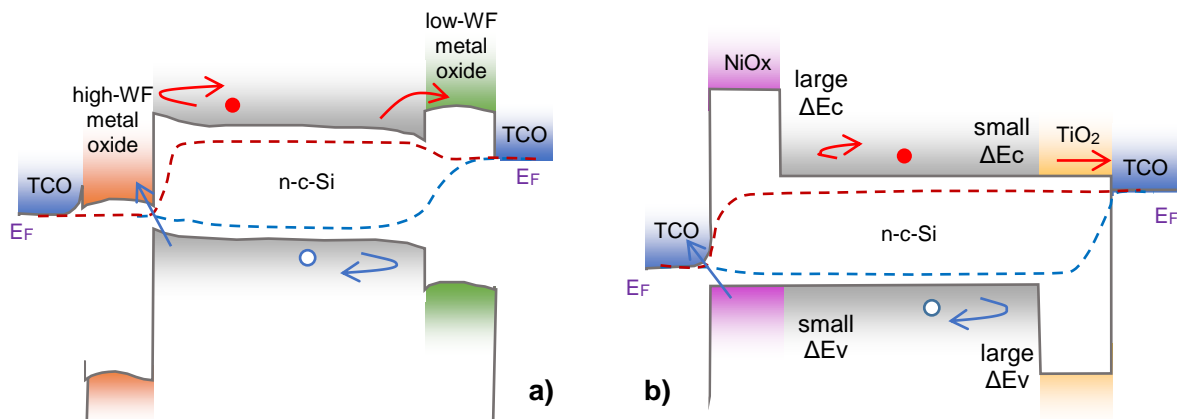 low-WF
metal
oxide
high-WF
metal
oxide
TCO
TCO
EF
n-c-Si
EF
a)
NiOx
large
ΔEc
small
ΔEc
TiO2
TCO
EF
TCO
n-c-Si
EF
small
ΔEv
large
ΔEv
b)